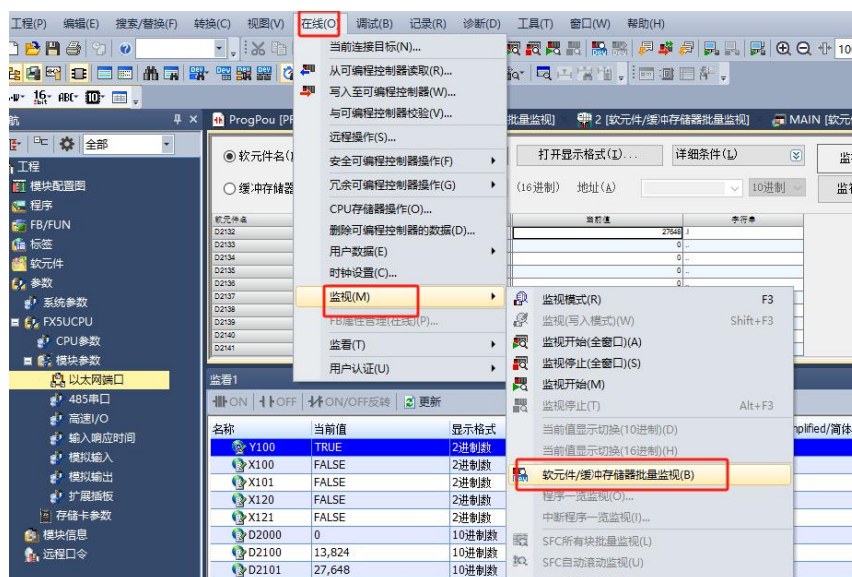 工程(P) 编辑(E) 搜索/替换(F) 转换(C) 视图(V) 在线(O) 调试(B) 记录(R) 诊断(D) 工具(T) 窗口(W) 帮助(H)
当前连接目标(N)...
从可编程控制器读取(R)...
写入至可编程控制器(W)...
与可编程控制器校验(V)...
远程操作(S)...
安全可编程控制器操作(F)
冗余可编程控制器操作(G)
CPU存储器操作(O)...
删除可编程控制器的数据(D)...
用户数据(E)
时钟设置(C)...
监视(M)
FB属性管理(在线)(P)...
监看(T)
用户认证(U)
监视模式(R) F3
监视(写入模式)(W) Shift+F3
监视开始(全窗口)(A)
监视停止(全窗口)(S)
监视开始(M)
监视停止(T) Alt+F3
当前值显示切换(10进制)(D)
当前值显示切换(16进制)(H)
软元件/缓冲存储器批量监视(B)
程序一览监视(O)...
中断程序一览监视(I)...
SFC所有块批量监视(L)
SFC自动滚动监视(U)
16bit ABC 10
全部
工程
模块配置图
程序
FB/FUN
标签
软元件
参数
系统参数
FX5UCPU
CPU参数
模块参数
以太网端口
485串口
高速I/O
输入响应时间
模拟输入
模拟输出
扩展插板
存储卡参数
模块信息
远程口令
ProgPou 批量监视] 2 [软元件/缓冲存储器批量监视] MAIN
软元件名 打开显示格式(I)... 详细条件(L) 监
缓冲存储器 (16进制) 地址(A) 10进制 监
软元件名 当前值 字符串
D2132 27648 .l
D2133 0 ..
D2134 0 ..
D2135 0 ..
D2136 0 ..
D2137
D2138
D2139
D2140
D2141
监看1
ON OFF ON/OFF反转 更新
名称 当前值 显示格式
Y100 TRUE 2进制数
X100 FALSE 2进制数
X101 FALSE 2进制数
X120 FALSE 2进制数
X121 FALSE 2进制数
D2000 0 10进制数
D2100 13,824 10进制数
D2101 27,648 10进制数